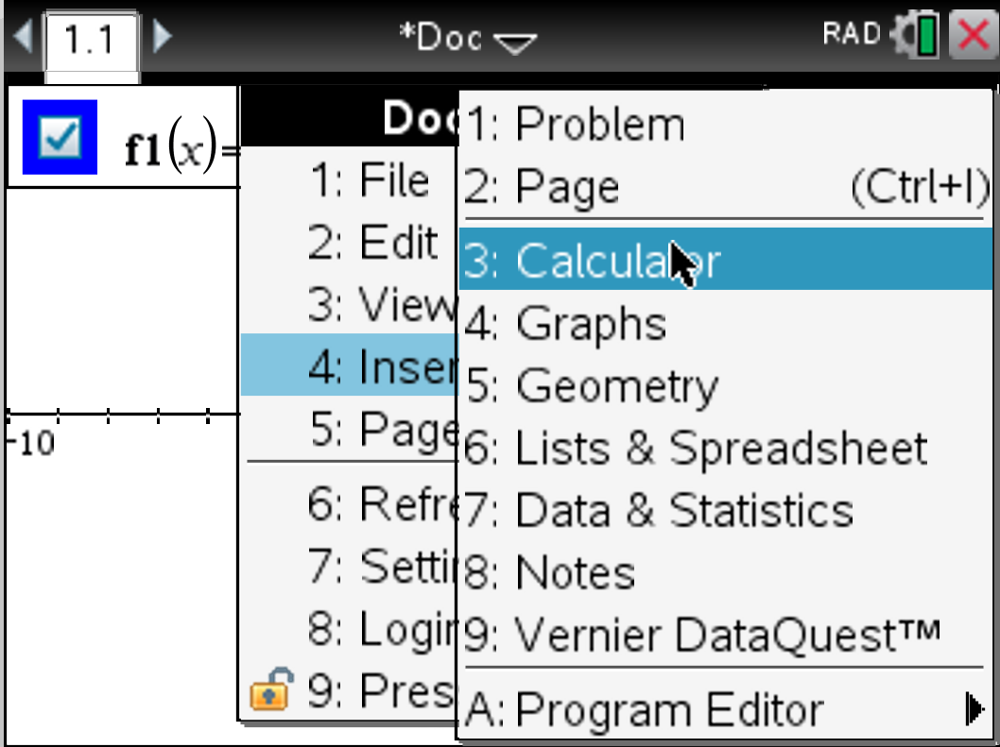 1.1 *Doc RAD
f1(x)=
Doc
1: File
2: Edit
3: View
4: Inser
5: Page
6: Refre
7: Settin
8: Login
9: Pres
1: Problem
2: Page (Ctrl+I)
3: Calculator
4: Graphs
5: Geometry
6: Lists & Spreadsheet
7: Data & Statistics
8: Notes
9: Vernier DataQuest™
A: Program Editor
-10